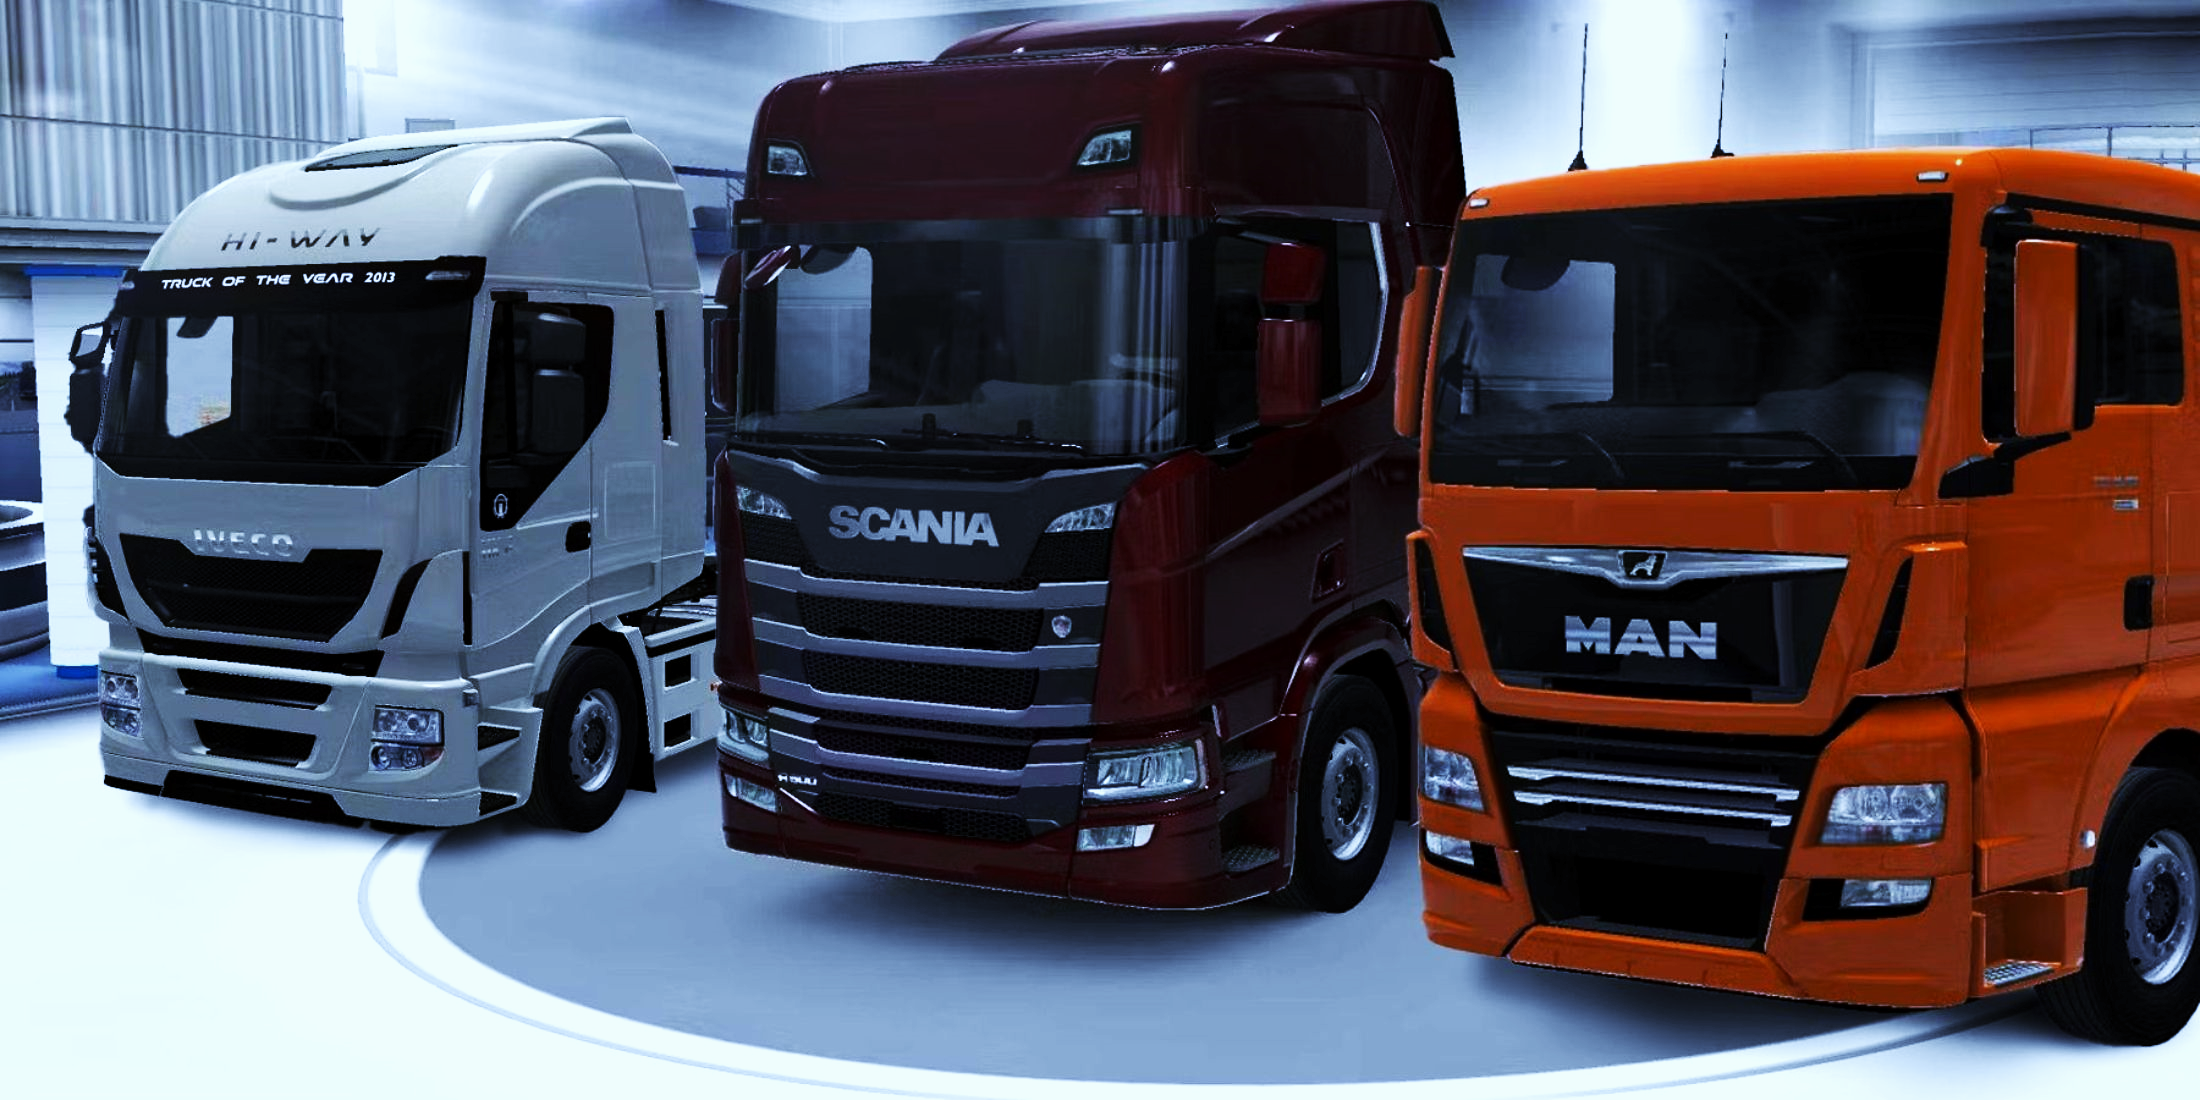 HI-WAY
TRUCK OF THE YEAR 2013
IVECO
SCANIA
MAN